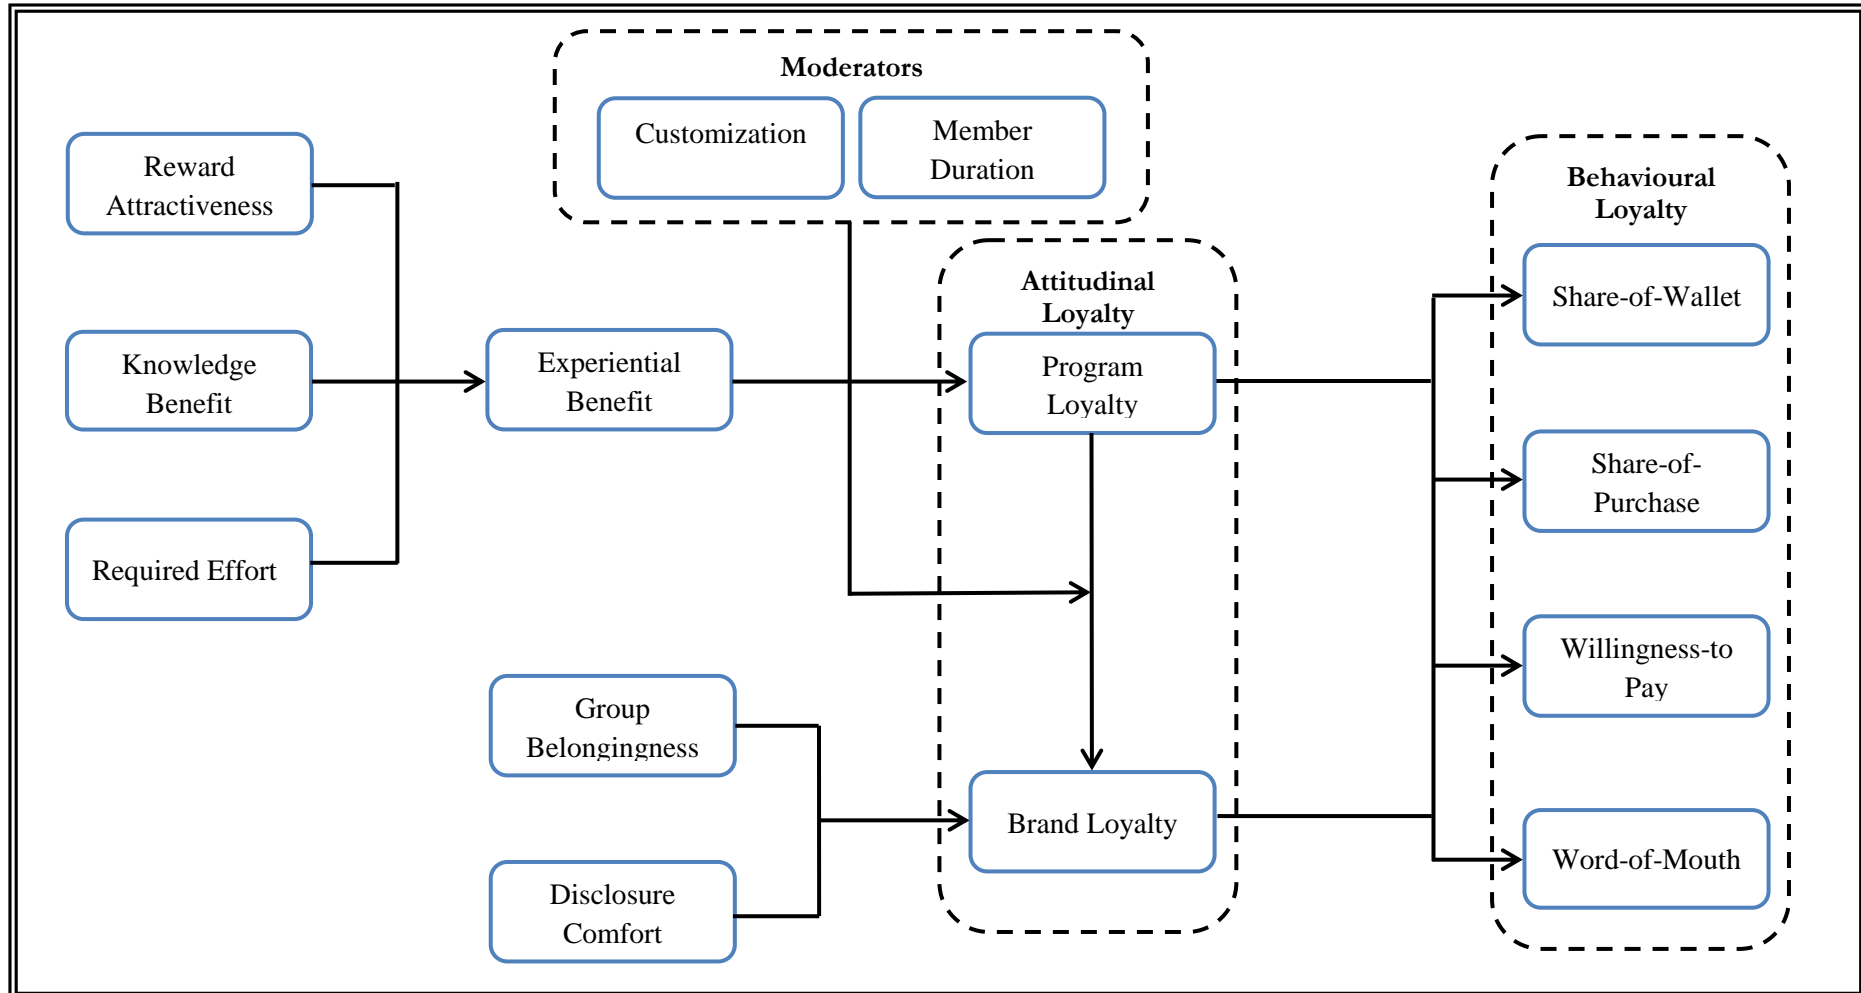 Moderators
Customization
Member
Duration
Reward
Attractiveness
Knowledge
Benefit
Required Effort
Experiential
Benefit
Group
Belongingness
Disclosure
Comfort
Attitudinal
Loyalty
Program
Loyalty
Brand Loyalty
Behavioural
Loyalty
Share-of-Wallet
Share-of-
Purchase
Willingness-to
Pay
Word-of-Mouth